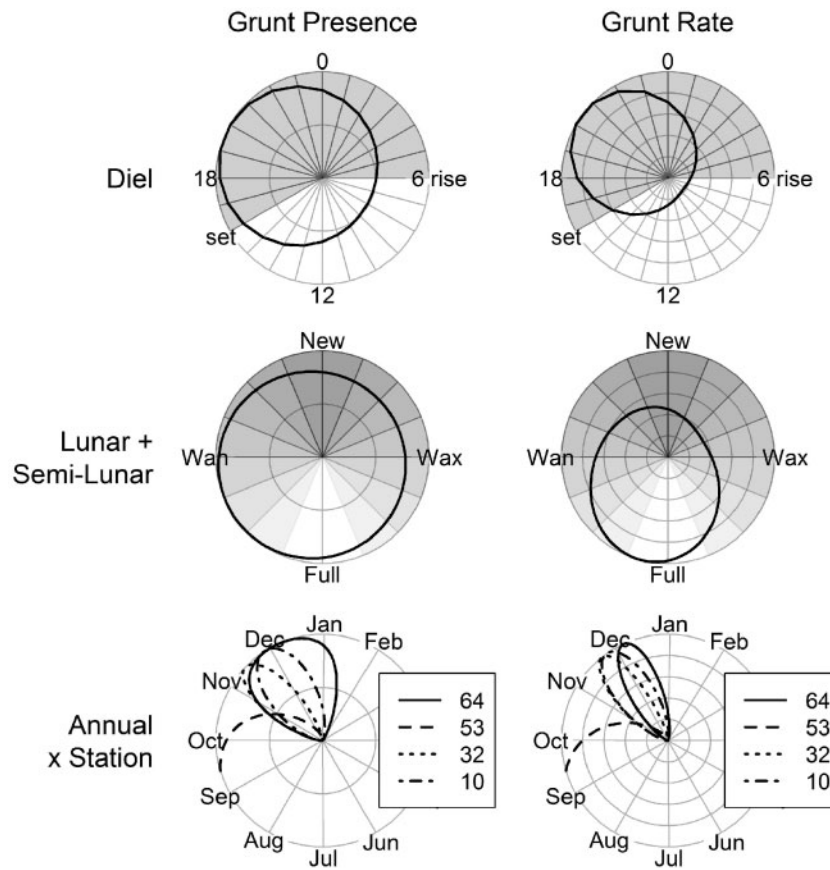 Grunt Presence
Grunt Rate
0
0
Diel
18
6 rise
18
6 rise
set
set
12
12
New
New
Lunar +
Semi-Lunar
Wan
Wax
Wan
Wax
Full
Full
Jan
Jan
Dec
Feb
Dec
Feb
Nov
Nov
64
64
Annual
x Station
Oct
53
Oct
53
32
32
Sep
10
Sep
10
Aug
Jun
Aug
Jun
Jul
Jul